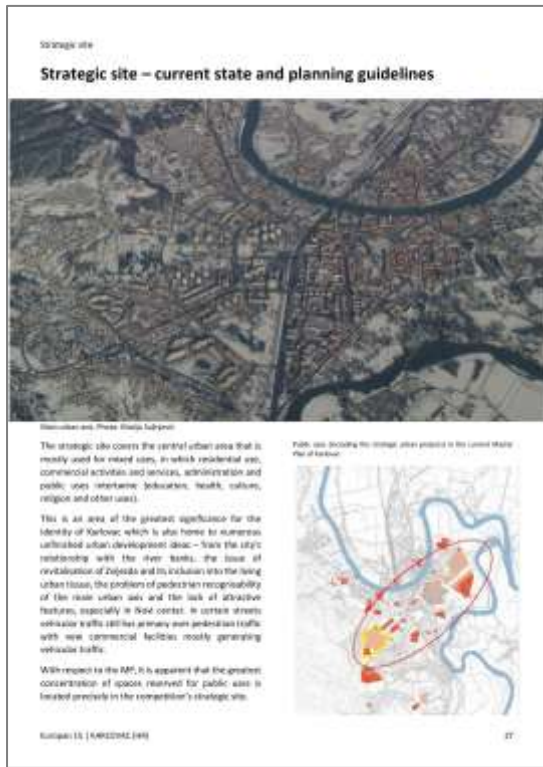 Strategic site
Strategic site – current state and planning guidelines
The strategic site covers the central urban area that is
mostly used for mixed uses, in which residential use,
commercial activities and services, administration and
public uses intertwine (education, health, culture,
religion and other uses).
This is an area of the greatest significance for the
identity of Karlovac which is also home to numerous
unfinished urban development ideas – from the city's
relationship with the river banks, the issue of
revitalisation of Zvijezda and its inclusion into the living
urban tissue, the problem of pedestrian recognisability
of the main urban axis and the lack of attractive
features, especially in Novi center. In certain streets
vehicular traffic still has primacy over pedestrian traffic
with new commercial facilities mostly generating
vehicular traffic.
With respect to the MP, it is apparent that the greatest
concentration of spaces reserved for public uses is
located precisely in the competition's strategic site.
Public uses (including the strategic urban projects) in the current Master
Plan of Karlovac
Europan 15 | KARLOVAC (HR)
27